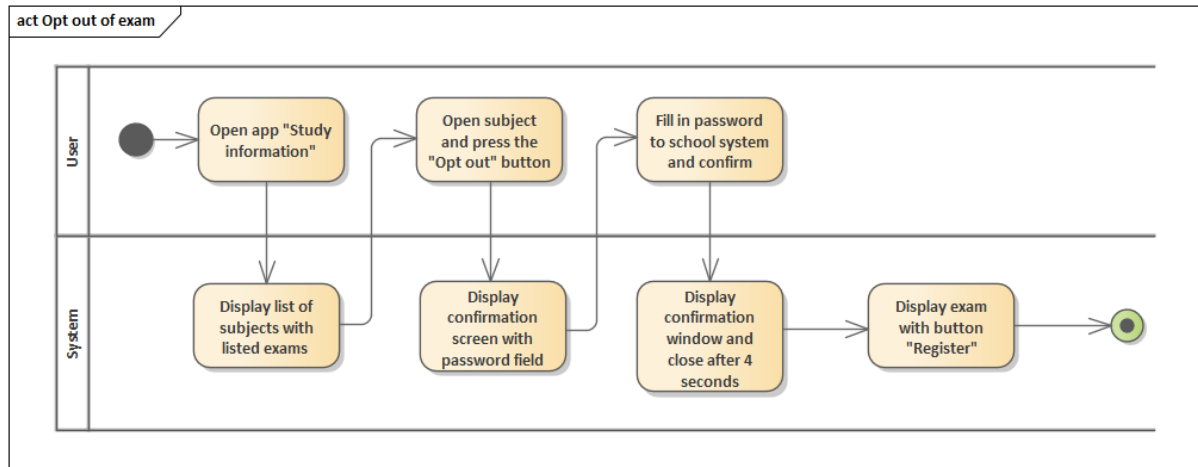 act Opt out of exam
User
Open app "Study
information"
Open subject
and press the
"Opt out" button
Fill in password
to school system
and confirm
System
Display list of
subjects with
listed exams
Display
confirmation
screen with
password field
Display
confirmation
window and
close after 4
seconds
Display exam
with button
"Register"